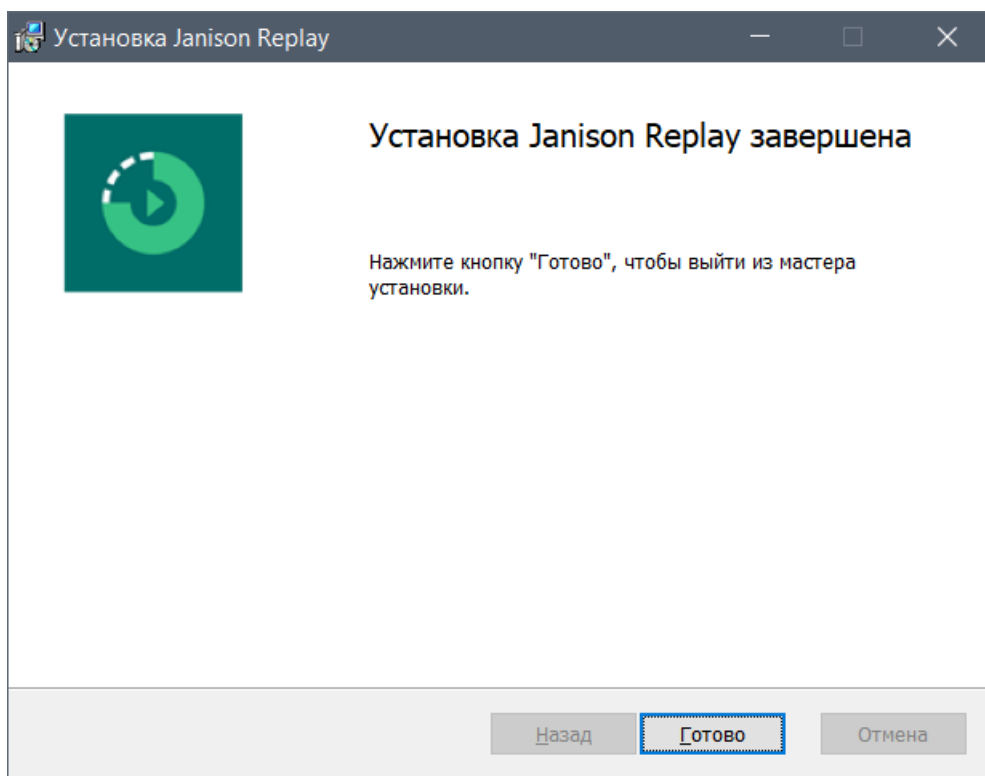 Установка Janison Replay
Установка Janison Replay завершена
Нажмите кнопку "Готово", чтобы выйти из мастера
установки.
Назад
Готово
Отмена